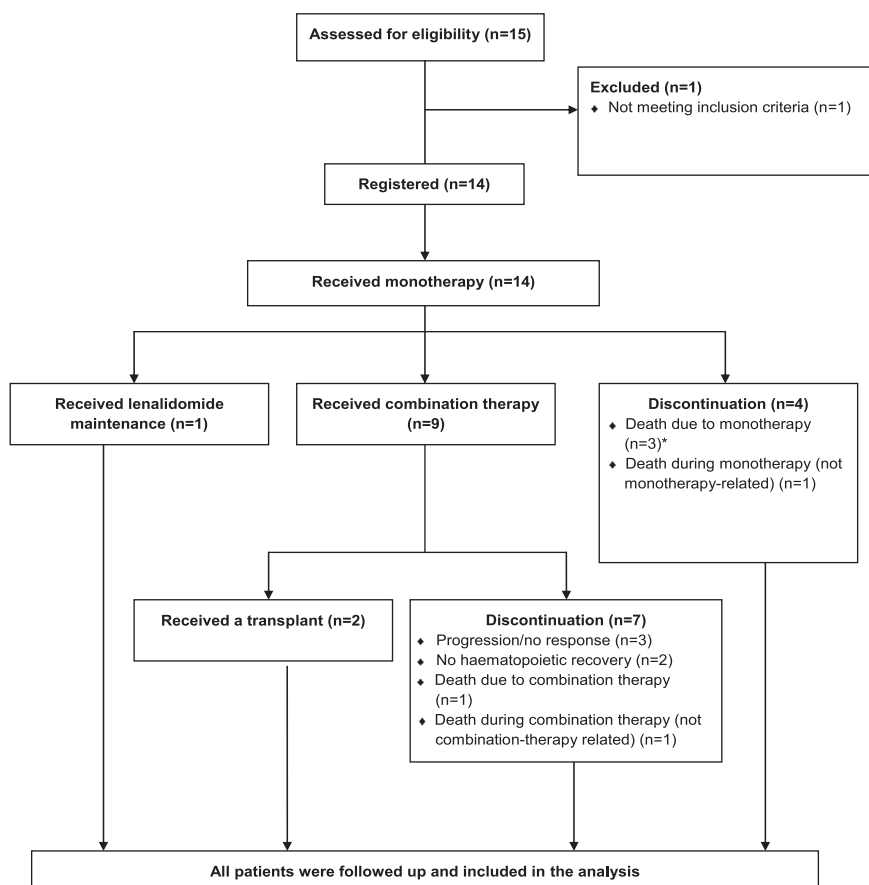 Assessed for eligibility (n=15)
Excluded (n=1)
♦ Not meeting inclusion criteria (n=1)
Registered (n=14)
Received monotherapy (n=14)
Received lenalidomide
maintenance (n=1)
Received combination therapy
(n=9)
Discontinuation (n=4)
♦ Death due to monotherapy
(n=3)*
♦ Death during monotherapy (not
monotherapy-related) (n=1)
Received a transplant (n=2)
Discontinuation (n=7)
♦ Progression/no response (n=3)
♦ No haematopoietic recovery (n=2)
♦ Death due to combination therapy
(n=1)
♦ Death during combination therapy (not
combination-therapy related) (n=1)
All patients were followed up and included in the analysis